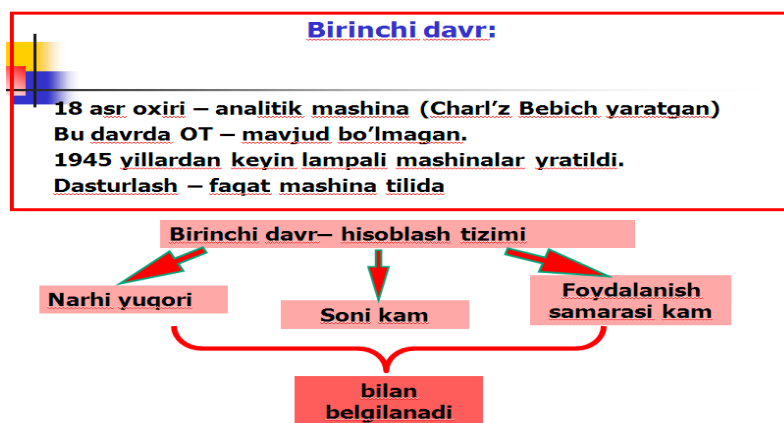 Birinchi davr:
18 asr oxiri – analitik mashina (Charl’z Bebich yaratgan)
Bu davrda OT – mavjud bo’lmagan.
1945 yillardan keyin lampali mashinalar yratildi.
Dasturlash – faqat mashina tilida
Birinchi davr– hisoblash tizimi
Narhi yuqori
Soni kam
Foydalanish
samarasi kam
bilan
belgilanadi